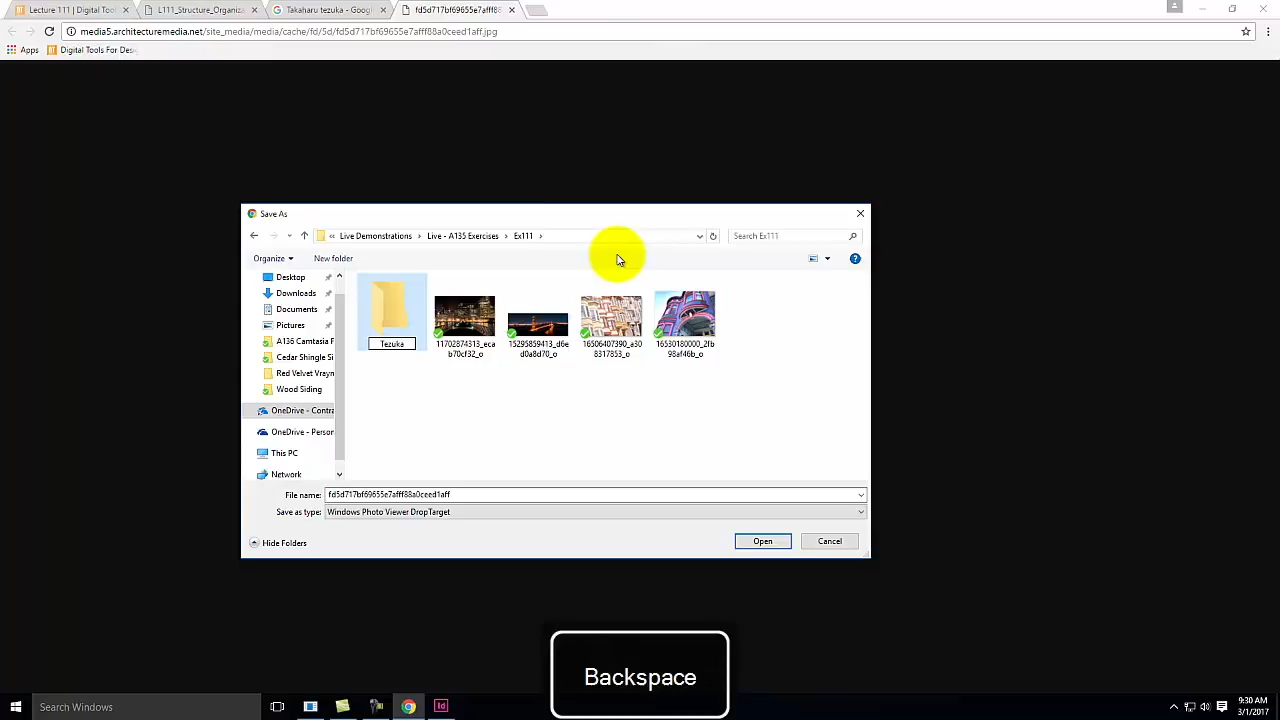 Lecture 111 | Digital Tool
L111_Structure_Organiza
Takaharu tezuka - Googl
fd5d717bf69655e7afff88
media5.architecturemedia.net/site_media/media/cache/fd/5d/fd5d717bf69655e7afff88a0ceed1aff.jpg
Apps
Digital Tools For Des
Save As
« Live Demonstrations › Live - A135 Exercises › Ex111 ›
Search Ex111
Organize
New folder
Desktop
Downloads
Documents
Pictures
A136 Camtasia F
Cedar Shingle Si
Red Velvet Vrayn
Wood Siding
OneDrive - Contra
OneDrive - Person
This PC
Network
Tezuka
11702874313_eca
b70cf32_o
15295859413_d6e
d0a8d70_o
16506407390_a30
8317853_o
16530180000_2fb
98af46b_o
File name: fd5d717bf69655e7afff88a0ceed1aff
Save as type: Windows Photo Viewer DropTarget
Hide Folders
Open
Cancel
Backspace
Search Windows
Id
9:30 AM
3/1/2017